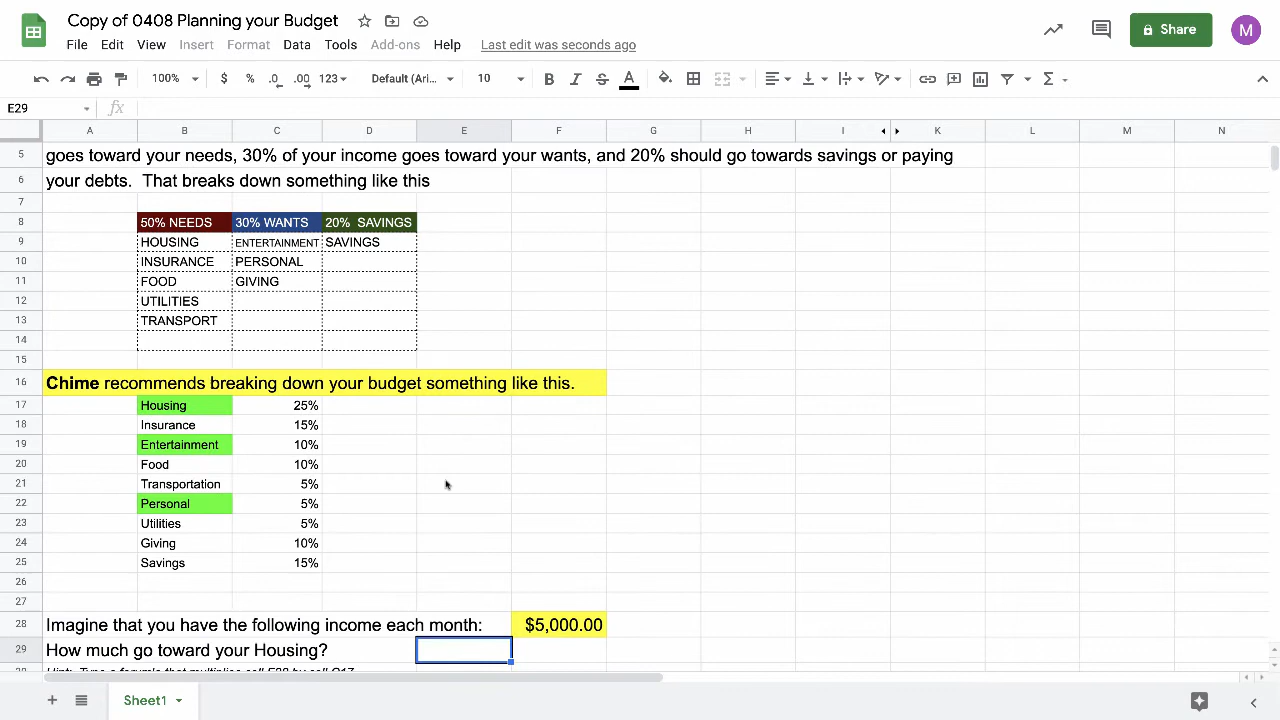 Copy of 0408 Planning your Budget
File Edit View Insert Format Data Tools Add-ons Help Last edit was seconds ago
Share
M
100% $ % .0 .00 123 Default (Ari... 10 B I S A
E29 fx
A B C D E F G H I K L M N
5 goes toward your needs, 30% of your income goes toward your wants, and 20% should go towards savings or paying
6 your debts. That breaks down something like this
7
8 50% NEEDS 30% WANTS 20% SAVINGS
9 HOUSING ENTERTAINMENT SAVINGS
10 INSURANCE PERSONAL
11 FOOD GIVING
12 UTILITIES
13 TRANSPORT
14
15
16 Chime recommends breaking down your budget something like this.
17 Housing 25%
18 Insurance 15%
19 Entertainment 10%
20 Food 10%
21 Transportation 5%
22 Personal 5%
23 Utilities 5%
24 Giving 10%
25 Savings 15%
26
27
28 Imagine that you have the following income each month: $5,000.00
29 How much go toward your Housing?
Sheet1